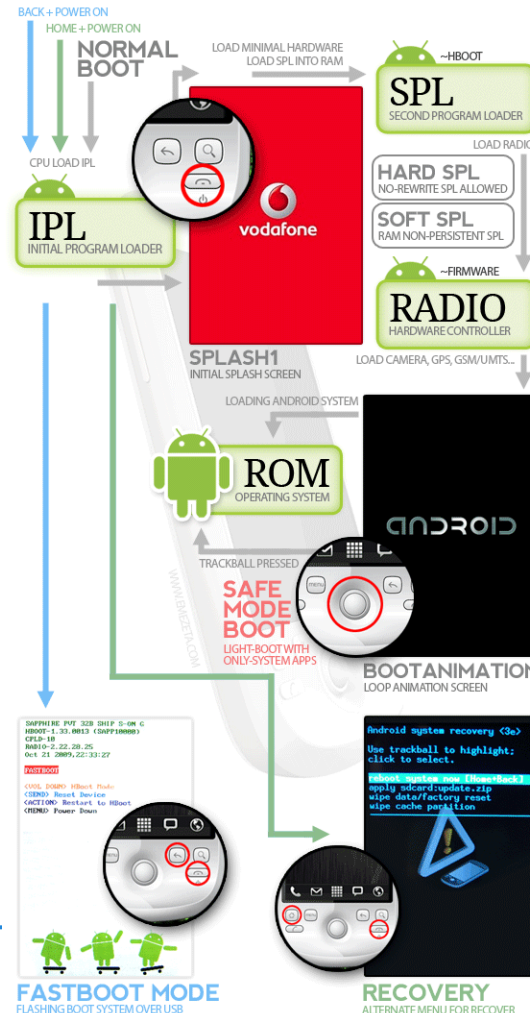 BACK + POWER ON
HOME + POWER ON
NORMAL
BOOT
LOAD MINIMAL HARDWARE
LOAD SPL INTO RAM
~HBOOT
SPL
SECOND PROGRAM LOADER
CPU LOAD IPL
LOAD RADIO
HARD SPL
NO-REWRITE SPL ALLOWED
SOFT SPL
RAM NON-PERSISTENT SPL
IPL
INITIAL PROGRAM LOADER
vodafone
~FIRMWARE
RADIO
HARDWARE CONTROLLER
SPLASH1
INITIAL SPLASH SCREEN
LOAD CAMERA, GPS, GSM/UMTS...
LOADING ANDROID SYSTEM
ROM
OPERATING SYSTEM
ANDROID
TRACKBALL PRESSED
menu
SAFE
MODE
BOOT
LIGHT-BOOT WITH
ONLY-SYSTEM APPS
BOOTANIMATION
LOOP ANIMATION SCREEN
SAPPHIRE PVT 32B SHIP S-ON G
HBOOT-1.33.0013 (SAPP10000)
CPLD-10
RADIO-2.22.28.25
Oct 21 2009,22:33:27
FASTBOOT
<VOL DOWN> HBoot Mode
<SEND> Reset Device
<ACTION> Restart to HBoot
<MENU> Power Down
Android system recovery <3e>
Use trackball to highlight;
click to select.
reboot system now [Home+Back]
apply sdcard:update.zip
wipe data/factory reset
wipe cache partition
FASTBOOT MODE
FLASHING BOOT SYSTEM OVER USB
RECOVERY
ALTERNATE MENU FOR RECOVER